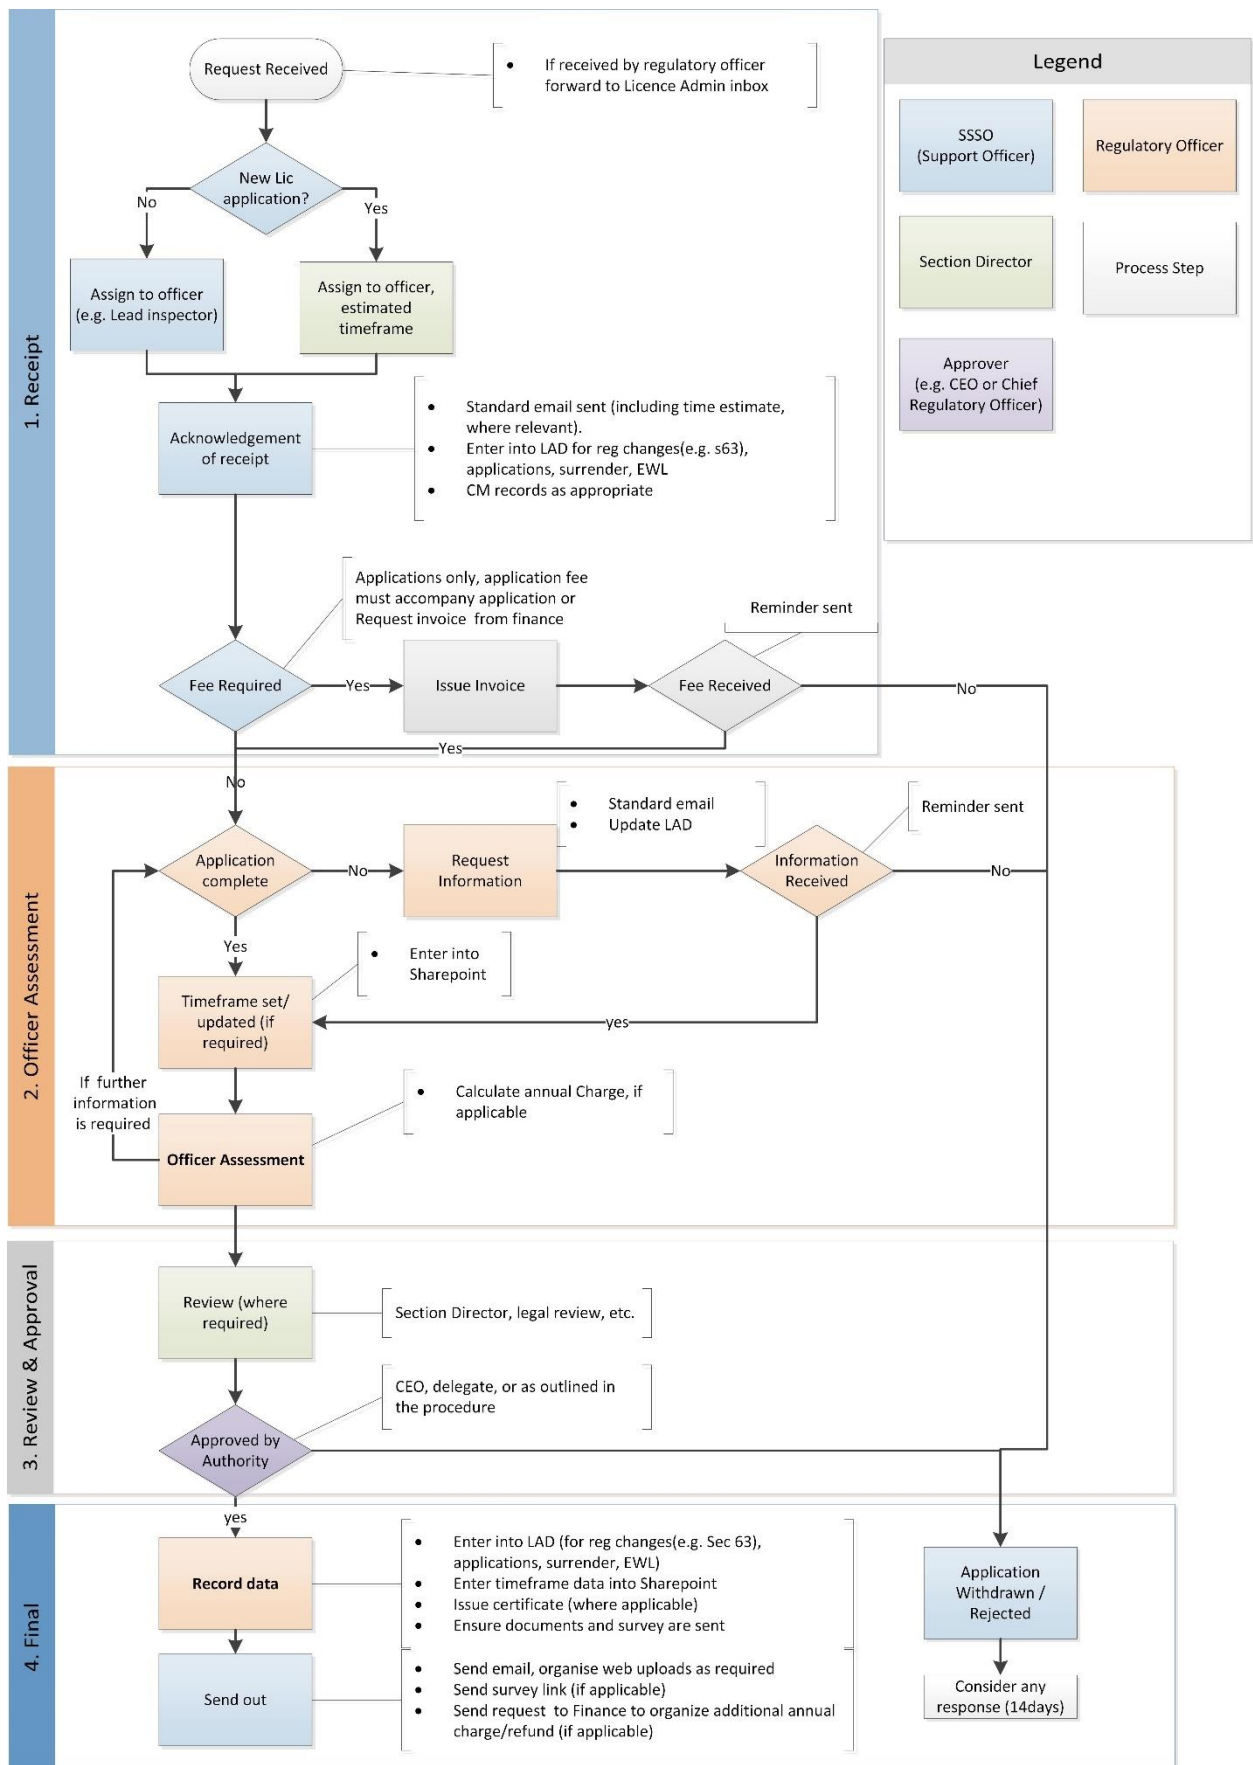 1. Receipt
Request Received
• If received by regulatory officer
forward to Licence Admin inbox
New Lic
application?
No
Yes
Assign to officer
(e.g. Lead inspector)
Assign to officer,
estimated
timeframe
Acknowledgement
of receipt
• Standard email sent (including time estimate,
where relevant).
• Enter into LAD for reg changes(e.g. s63),
applications, surrender, EWL
• CM records as appropriate
Applications only, application fee
must accompany application or
Request invoice from finance
Reminder sent
Fee Required
Yes
Issue Invoice
Fee Received
No
Yes
No
Legend
SSSO
(Support Officer)
Regulatory Officer
Section Director
Process Step
Approver
(e.g. CEO or Chief
Regulatory Officer)
2. Officer Assessment
Application
complete
No
Request
Information
• Standard email
• Update LAD
Information
Received
Reminder sent
No
Yes
• Enter into
Sharepoint
Timeframe set/
updated (if
required)
yes
If further
information
is required
• Calculate annual Charge, if
applicable
Officer Assessment
3. Review & Approval
Review (where
required)
Section Director, legal review, etc.
CEO, delegate, or as outlined in
the procedure
Approved by
Authority
yes
4. Final
Record data
• Enter into LAD (for reg changes(e.g. Sec 63),
applications, surrender, EWL)
• Enter timeframe data into Sharepoint
• Issue certificate (where applicable)
• Ensure documents and survey are sent
Send out
• Send email, organise web uploads as required
• Send survey link (if applicable)
• Send request to Finance to organize additional annual
charge/refund (if applicable)
Application
Withdrawn /
Rejected
Consider any
response (14days)